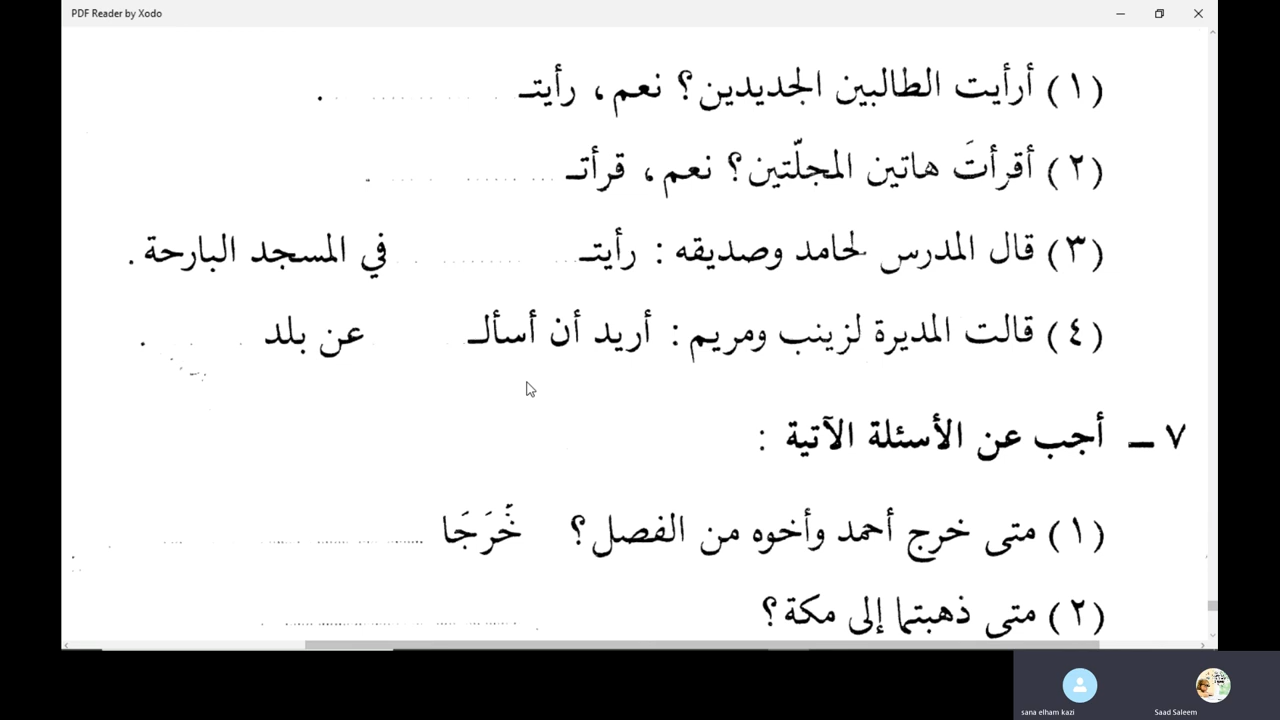 PDF Reader by Xodo
(١) أرأيت الطالبين الجديدين؟ نعم، رأيتـ .......... .
(٢) أقرأتَ هاتين المجلّتين؟ نعم، قرأتـ .......... .
(٣) قال المدرس لحامد وصديقه : رأيتـ .......... في المسجد البارحة .
(٤) قالت المديرة لزينب ومريم : أريد أن أسألـ عن بلد .......... .
٧ ــ أجب عن الأسئلة الآتية :
(١) متى خرج أحمد وأخوه من الفصل؟ خَرَجَا ..........
(٢) متى ذهبتما إلى مكة؟ ..........
sana elham kazi
Saad Saleem